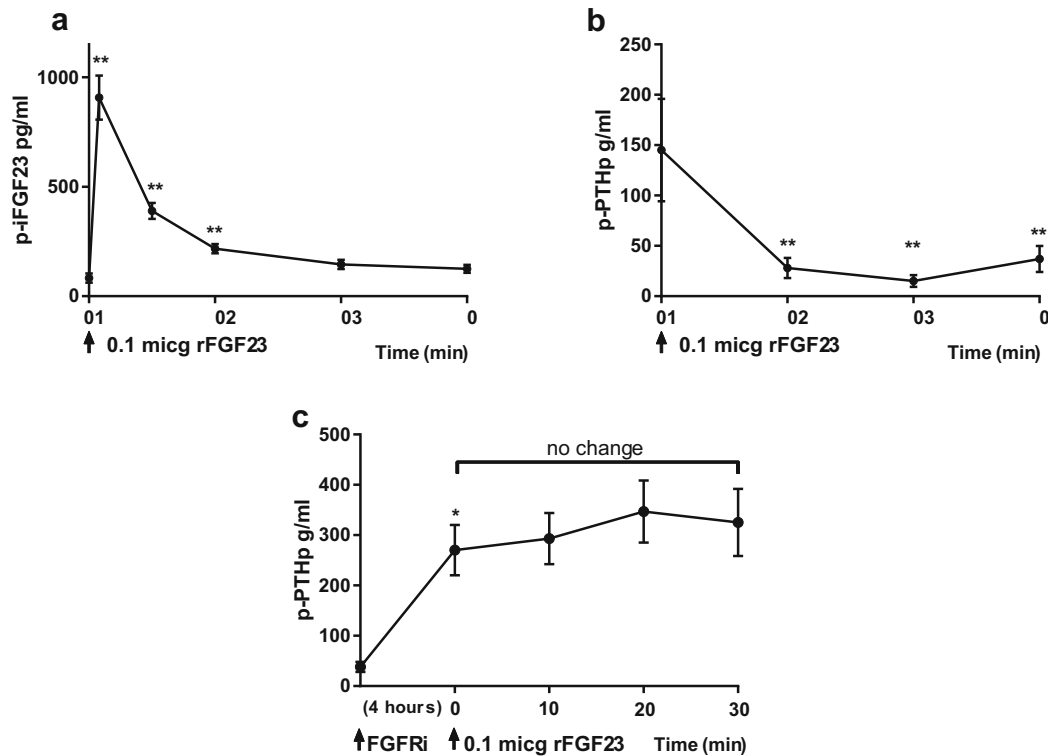 a
p-iFGF23 pg/ml
1000
500
0
**
**
**
01 02 03 0
0.1 micg rFGF23 Time (min)
b
p-PTHp g/ml
250
200
150
100
50
0
**
**
**
01 02 03 0
0.1 micg rFGF23 Time (min)
c
p-PTHp g/ml
500
400
300
200
100
0
no change
*
(4 hours) 0 10 20 30
FGFRi 0.1 micg rFGF23 Time (min)